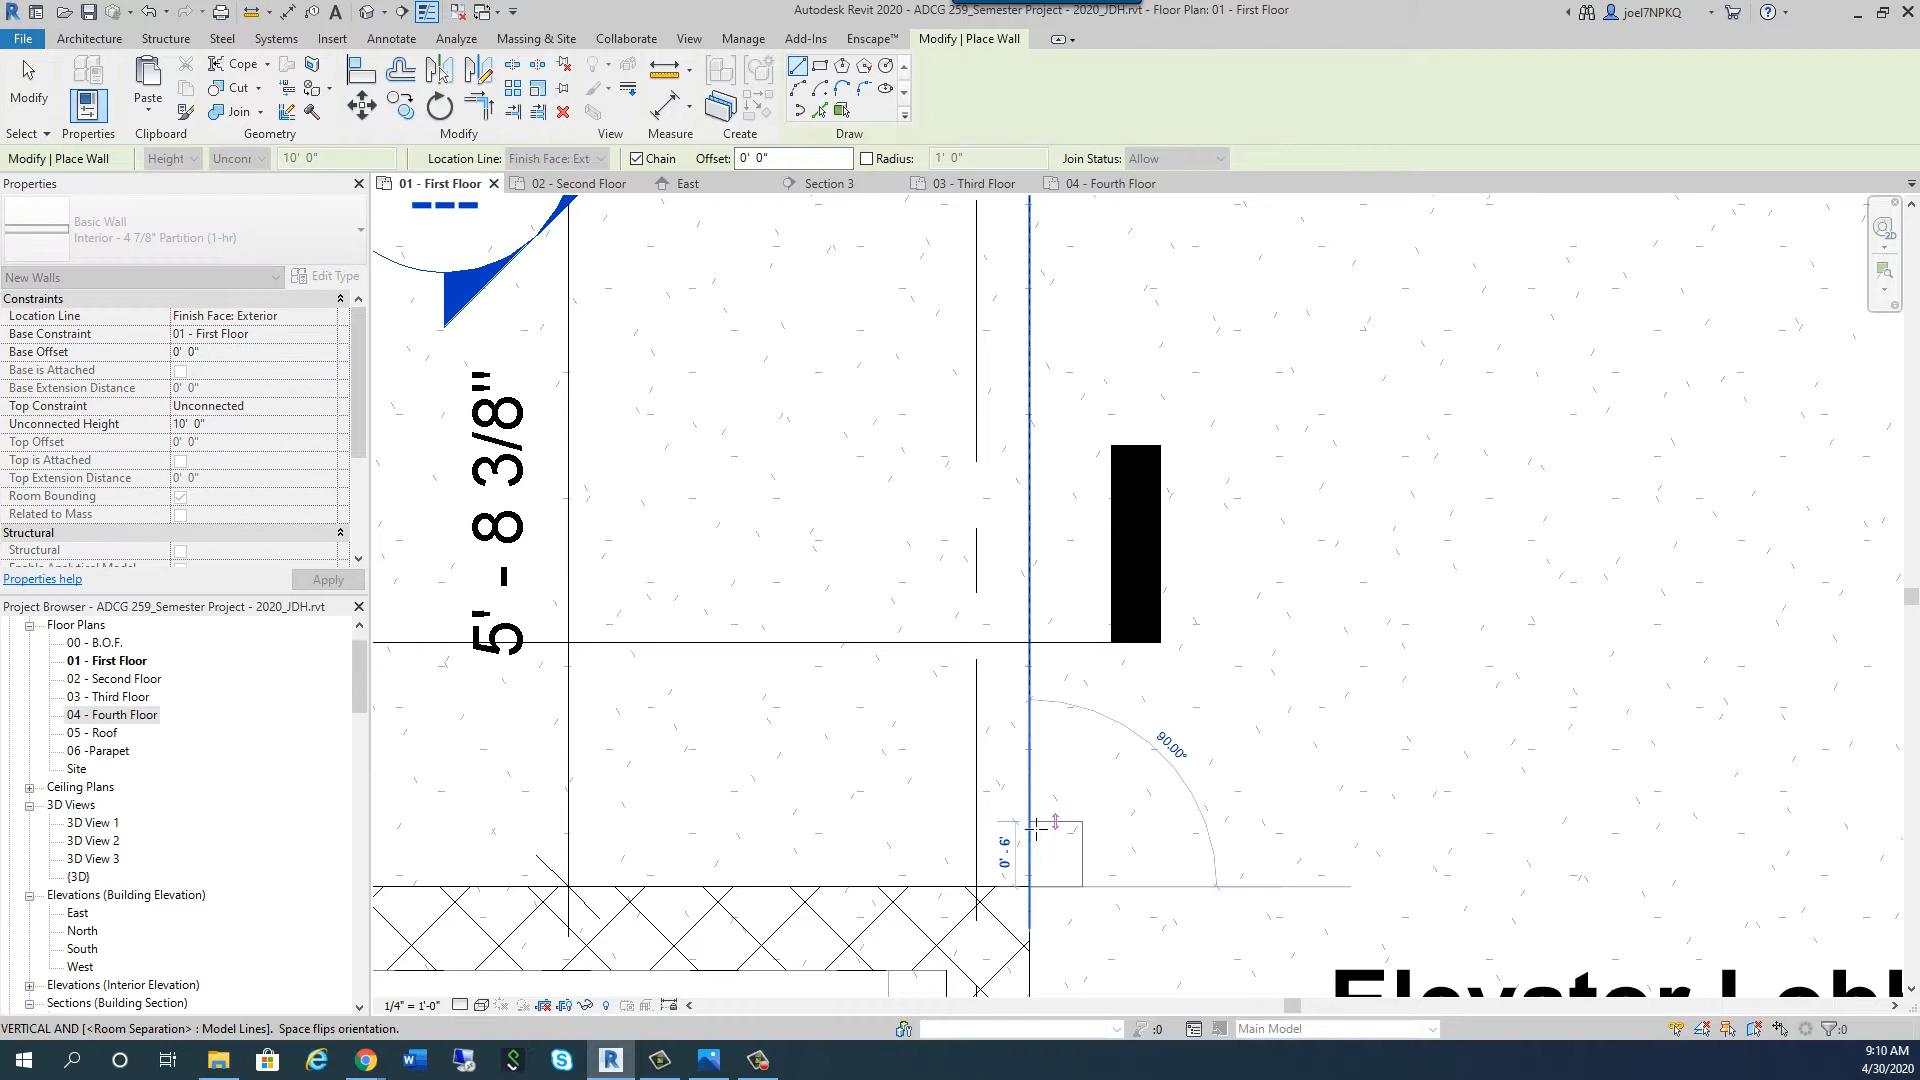 Autodesk Revit 2020 - ADCG 259_Semester Project - 2020_JDH.rvt - Floor Plan: 01 - First Floor
joel7NPKQ
File Architecture Structure Steel Systems Insert Annotate Analyze Massing & Site Collaborate View Manage Add-Ins Enscape™ Modify | Place Wall
Cope
Cut
Join
Modify
Paste
Select Properties Clipboard Geometry Modify View Measure Create Draw
Modify | Place Wall Height Unconr 10' 0" Location Line: Finish Face: Ext Chain Offset: 0' 0" Radius: 1' 0" Join Status: Allow
Properties
01 - First Floor 02 - Second Floor East Section 3 03 - Third Floor 04 - Fourth Floor
Basic Wall
Interior - 4 7/8" Partition (1-hr)
New Walls Edit Type
Constraints
Location Line Finish Face: Exterior
Base Constraint 01 - First Floor
Base Offset 0' 0"
Base is Attached
Base Extension Distance 0' 0"
Top Constraint Unconnected
Unconnected Height 10' 0"
Top Offset 0' 0"
Top is Attached
Top Extension Distance 0' 0"
Room Bounding
Related to Mass
Structural
Structural
Properties help Apply
Project Browser - ADCG 259_Semester Project - 2020_JDH.rvt
Floor Plans
00 - B.O.F.
01 - First Floor
02 - Second Floor
03 - Third Floor
04 - Fourth Floor
05 - Roof
06 -Parapet
Site
Ceiling Plans
3D Views
3D View 1
3D View 2
3D View 3
{3D}
Elevations (Building Elevation)
East
North
South
West
Elevations (Interior Elevation)
Sections (Building Section)
5' - 8 3/8"
90.00°
0' - 6"
Elevator
1/4" = 1'-0"
VERTICAL AND [<Room Separation> : Model Lines]. Space flips orientation.
:0
Main Model
:0
9:10 AM
4/30/2020